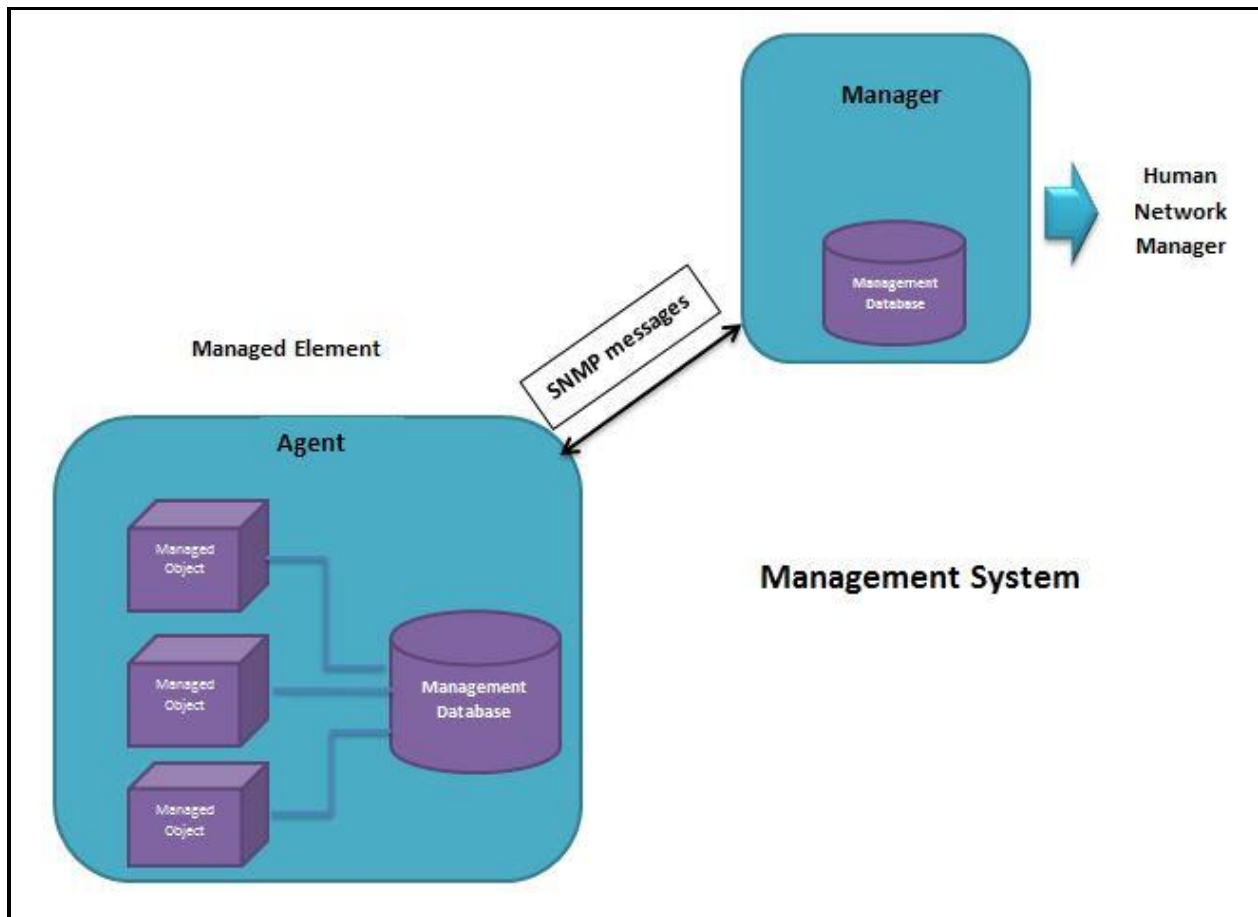 Manager
Human
Network
Manager
Management
Database
SNMP messages
Managed Element
Agent
Managed
Object
Managed
Object
Managed
Object
Management
Database
Management System